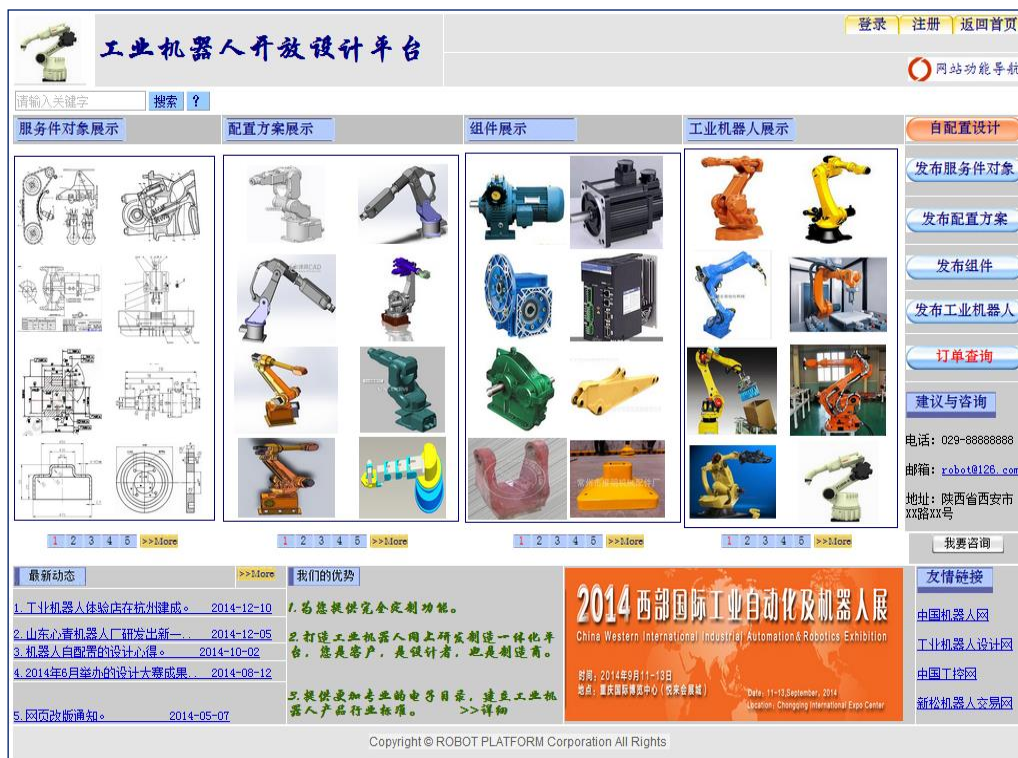 登录 注册 返回首页
工业机器人开放设计平台
网站功能导航
请输入关键字 搜索 ?
服务件对象展示 配置方案展示 组件展示 工业机器人展示
自配置设计
发布服务件对象
发布配置方案
发布组件
发布工业机器人
订单查询
建议与咨询
电话：029-88888888
邮箱：robot@126.com
地址：陕西省西安市
XX路XX号
我要咨询
1 2 3 4 5 >>More
1 2 3 4 5 >>More
1 2 3 4 5 >>More
1 2 3 4 5 >>More
最新动态 >>More
1.工业机器人体验店在杭州建成。 2014-12-10
2.山东心青机器人厂研发出新一.. 2014-12-05
3.机器人自配置的设计心得。 2014-10-02
4.2014年6月举办的设计大赛成果.. 2014-08-12
5.网页改版通知。 2014-05-07
我们的优势
1.为您提供完全定制功能。
2.打造工业机器人网上研发制造一体化平
台，您是客户，是设计者，也是制造商。
3.提供更加专业的电子目录，建立工业机
器人产品行业标准。 >>详细
2014西部国际工业自动化及机器人展
China Western International Industrial Automation & Robotics Exhibition
时间：2014年9月11-13日
地点：重庆国际博览中心（悦来会展城）
Date: 11-13,September, 2014
Location: Chongqing International Expo Center
友情链接
中国机器人网
工业机器人设计网
中国工控网
新松机器人交易网
Copyright © ROBOT PLATFORM Corporation All Rights